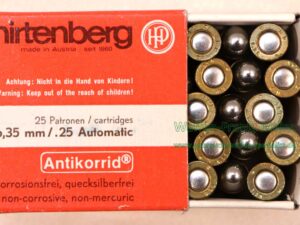 hirtenberg
made in Austria · seit 1860
HP
Achtung: Nicht in die Hand von Kindern!
Warning: Keep out of the reach of children!
25 Patronen / cartridges
6,35 mm/.25 Automatic
Antikorrid®
korrosionsfrei, quecksilberfrei
non-corrosive, non-mercuric